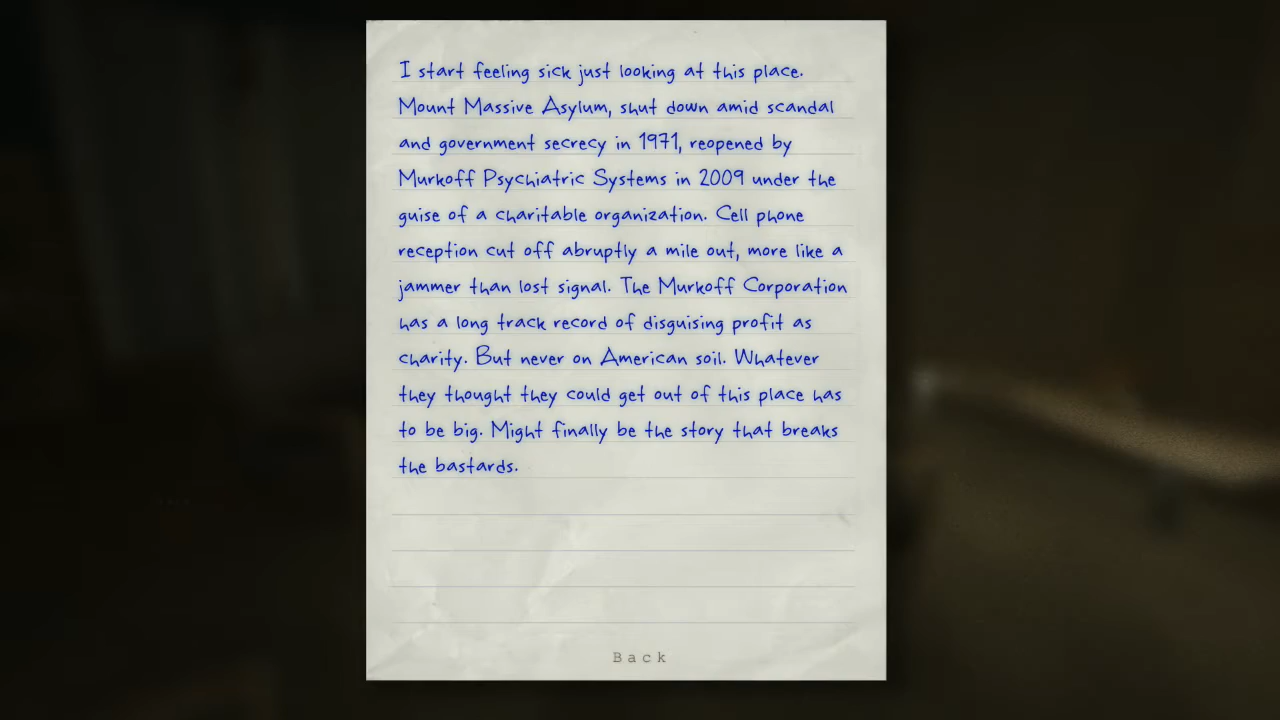 I start feeling sick just looking at this place.
Mount Massive Asylum, shut down amid scandal
and government secrecy in 1971, reopened by
Murkoff Psychiatric Systems in 2009 under the
guise of a charitable organization. Cell phone
reception cut off abruptly a mile out, more like a
jammer than lost signal. The Murkoff Corporation
has a long track record of disguising profit as
charity. But never on American soil. Whatever
they thought they could get out of this place has
to be big. Might finally be the story that breaks
the bastards.
Back